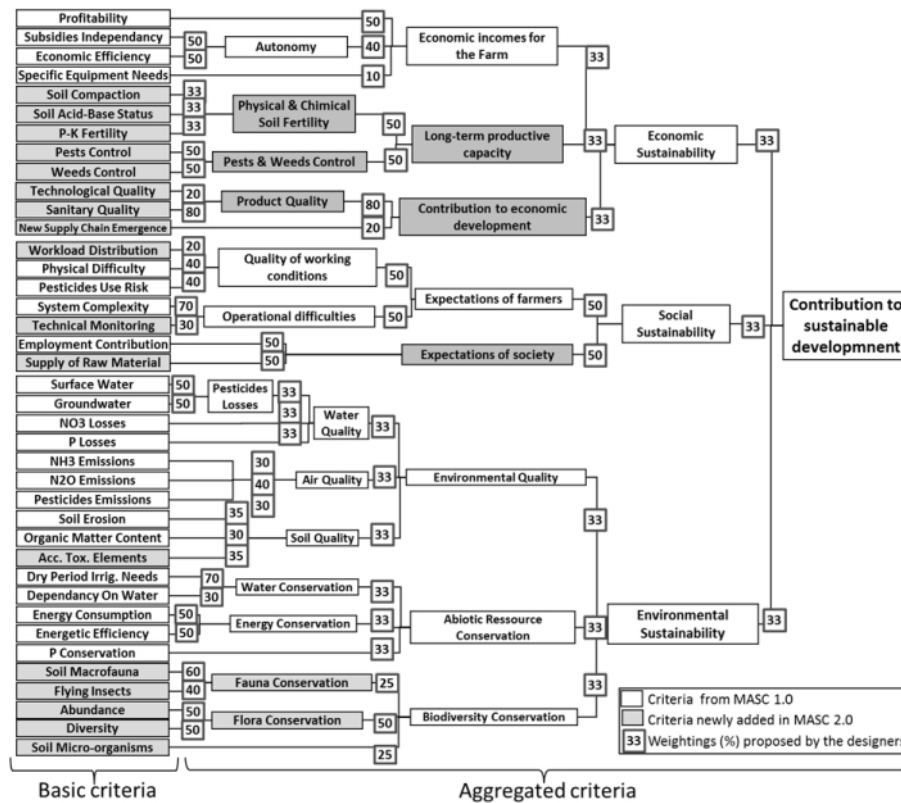 Profitability
50
Subsidies Independancy
50
Autonomy
40
Economic incomes for
the Farm
Economic Efficiency
50
33
Specific Equipment Needs
10
Soil Compaction
33
Soil Acid-Base Status
33
Physical & Chimical
Soil Fertility
50
P-K Fertility
33
Long-term productive
capacity
33
Economic
Sustainability
33
Pests Control
50
Pests & Weeds Control
50
Weeds Control
50
Technological Quality
20
Product Quality
80
Contribution to economic
development
33
Sanitary Quality
80
New Supply Chain Emergence
20
Workload Distribution
20
Quality of working
conditions
50
Physical Difficulty
40
Pesticides Use Risk
40
Expectations of farmers
50
System Complexity
70
Operational difficulties
50
Technical Monitoring
30
Social
Sustainability
33
Contribution to
sustainable
developmnent
Employment Contribution
50
Expectations of society
50
Supply of Raw Material
50
Surface Water
50
Pesticides
Losses
33
Groundwater
50
33
Water
Quality
33
NO3 Losses
P Losses
33
NH3 Emissions
30
N2O Emissions
40
Air Quality
33
Environmental Quality
33
Pesticides Emissions
30
Soil Erosion
35
Organic Matter Content
30
Soil Quality
33
Acc. Tox. Elements
35
Dry Period Irrig. Needs
70
Water Conservation
33
Dependancy On Water
30
Energy Consumption
50
Energy Conservation
33
Abiotic Ressource
Conservation
33
Environmental
Sustainability
33
Energetic Efficiency
50
P Conservation
33
Soil Macrofauna
60
Fauna Conservation
25
33
Flying Insects
40
Abundance
50
Flora Conservation
50
Biodiversity Conservation
Diversity
50
Soil Micro-organisms
25
Criteria from MASC 1.0
Criteria newly added in MASC 2.0
33 Weightings (%) proposed by the designers
Basic criteria
Aggregated criteria